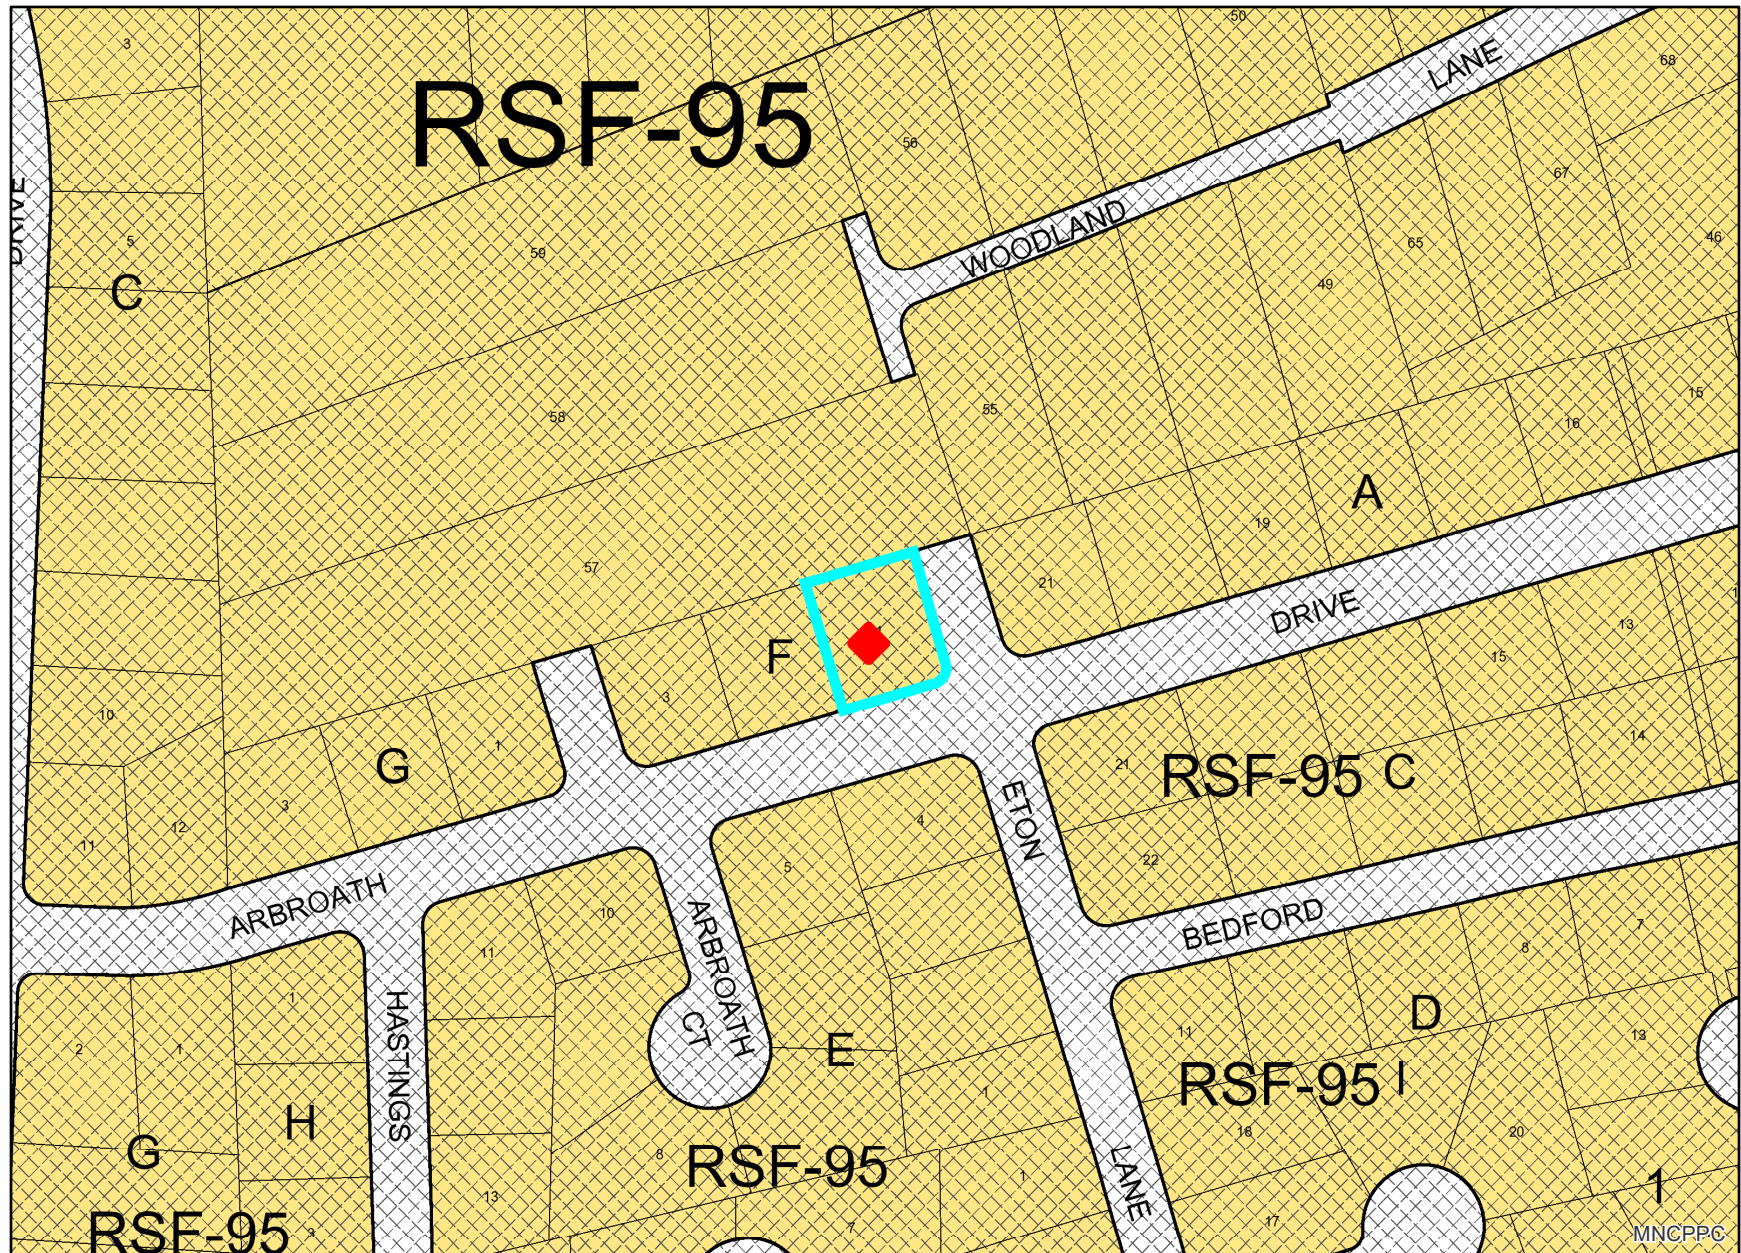 3
50
LANE
68
RSF-95
56
67
DRIVE
WOODLAND
5
59
65
46
C
49
15
58
55
16
A
19
57
21
DRIVE
13
15
F
3
10
G
1
14
21
RSF-95 C
ETON
3
12
4
11
22
5
ARBROATH
10
BEDFORD
7
8
11
ARBROATH
CT
1
HASTINGS
D
11
13
2
1
E
RSF-95
1
H
18
20
G
8
RSF-95
LANE
1
1
13
17
7
3
RSF-95
MNCPPC